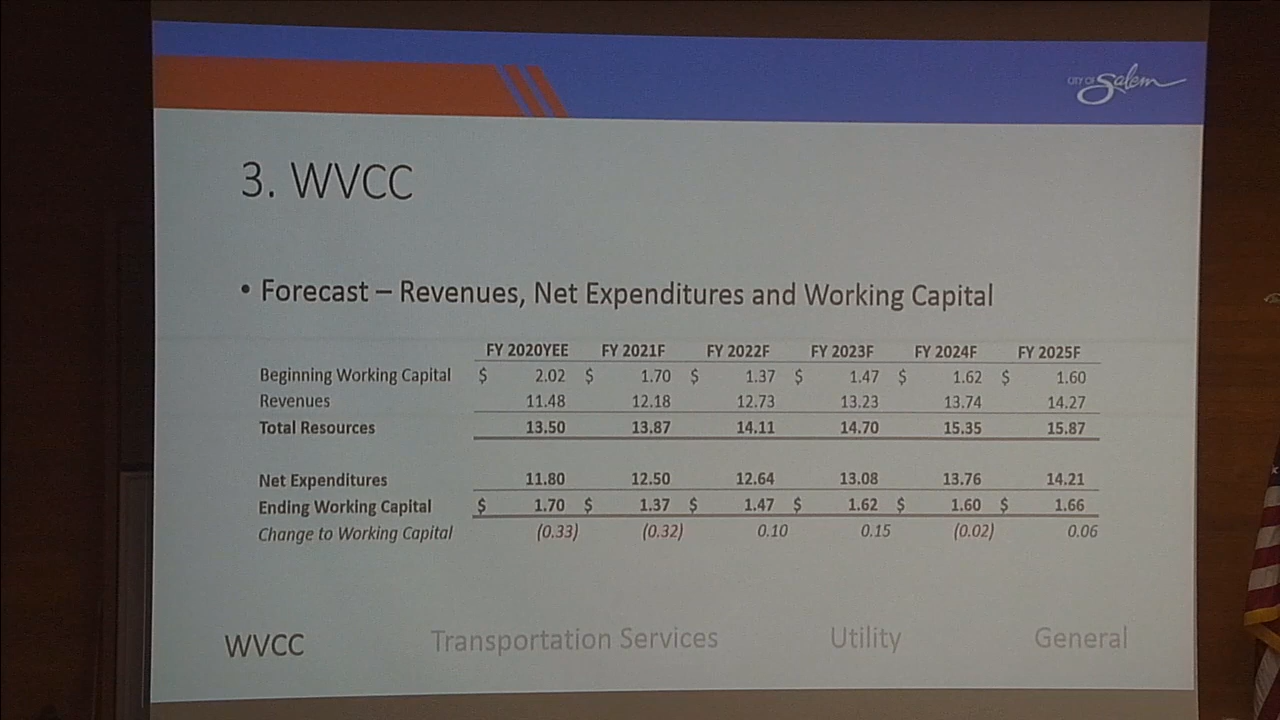 CITY OF Salem
3. WVCC
• Forecast – Revenues, Net Expenditures and Working Capital
FY 2020YEE FY 2021F FY 2022F FY 2023F FY 2024F FY 2025F
Beginning Working Capital $ 2.02 $ 1.70 $ 1.37 $ 1.47 $ 1.62 $ 1.60
Revenues 11.48 12.18 12.73 13.23 13.74 14.27
Total Resources 13.50 13.87 14.11 14.70 15.35 15.87
Net Expenditures 11.80 12.50 12.64 13.08 13.76 14.21
Ending Working Capital $ 1.70 $ 1.37 $ 1.47 $ 1.62 $ 1.60 $ 1.66
Change to Working Capital (0.33) (0.32) 0.10 0.15 (0.02) 0.06
WVCC Transportation Services Utility General